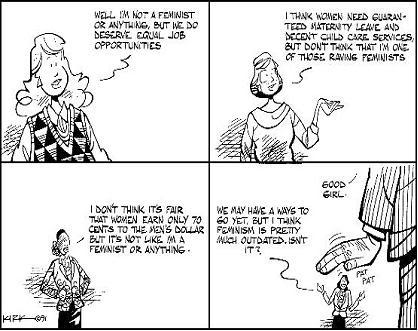 WELL I'M NOT A FEMINIST
OR ANYTHING, BUT WE DO
DESERVE EQUAL JOB
OPPORTUNITIES
I THINK WOMEN NEED GUARAN-
TEED MATERNITY LEAVE AND
DECENT CHILD CARE SERVICES,
BUT DON'T THINK THAT I'M ONE
OF THOSE RAVING FEMINISTS
I DON'T THINK IT'S FAIR
THAT WOMEN EARN ONLY 70
CENTS TO THE MEN'S DOLLAR
BUT IT'S NOT LIKE I'M A
FEMINIST OR ANYTHING.
KIRK ©91
WE MAY HAVE A WAYS TO
GO YET, BUT I THINK
FEMINISM IS PRETTY
MUCH OUTDATED. ISN'T
IT?
GOOD
GIRL.
PAT
PAT